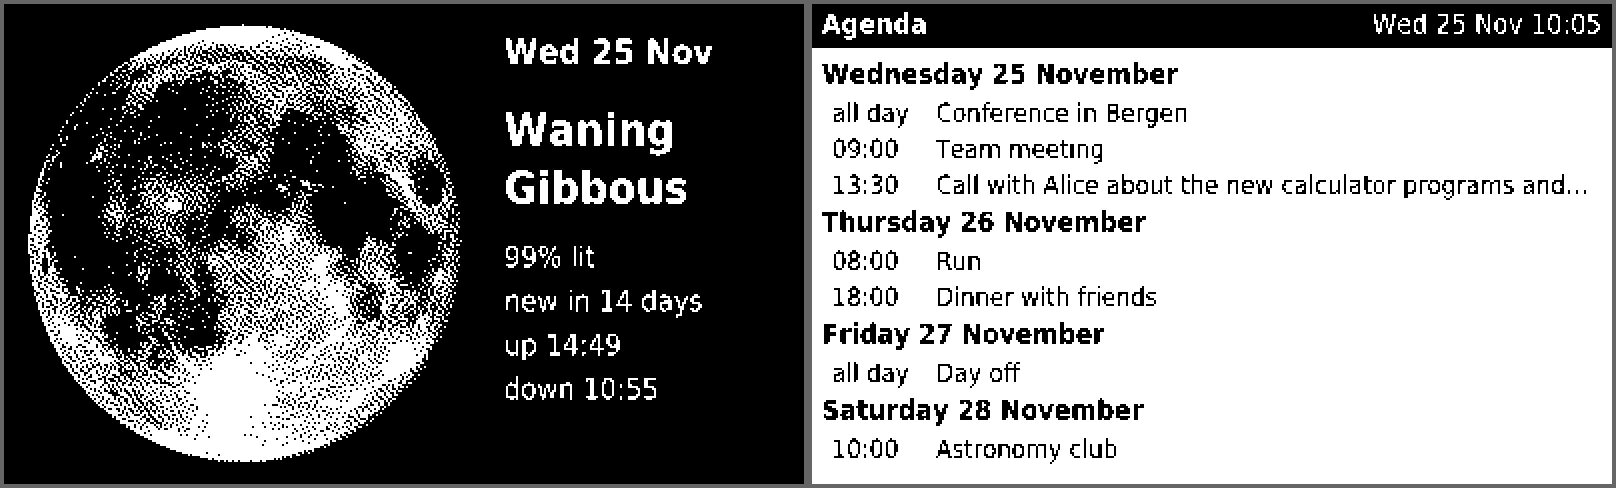 Wed 25 Nov
Waning
Gibbous
99% lit
new in 14 days
up 14:49
down 10:55
Agenda Wed 25 Nov 10:05
Wednesday 25 November
all day Conference in Bergen
09:00 Team meeting
13:30 Call with Alice about the new calculator programs and...
Thursday 26 November
08:00 Run
18:00 Dinner with friends
Friday 27 November
all day Day off
Saturday 28 November
10:00 Astronomy club